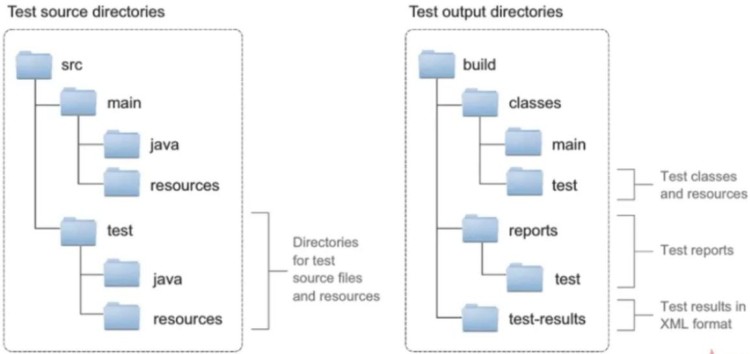 Test source directories
src
main
java
resources
test
java
resources
Directories
for test
source files
and resources
Test output directories
build
classes
main
test
Test classes
and resources
reports
test
Test reports
test-results
Test results in
XML format